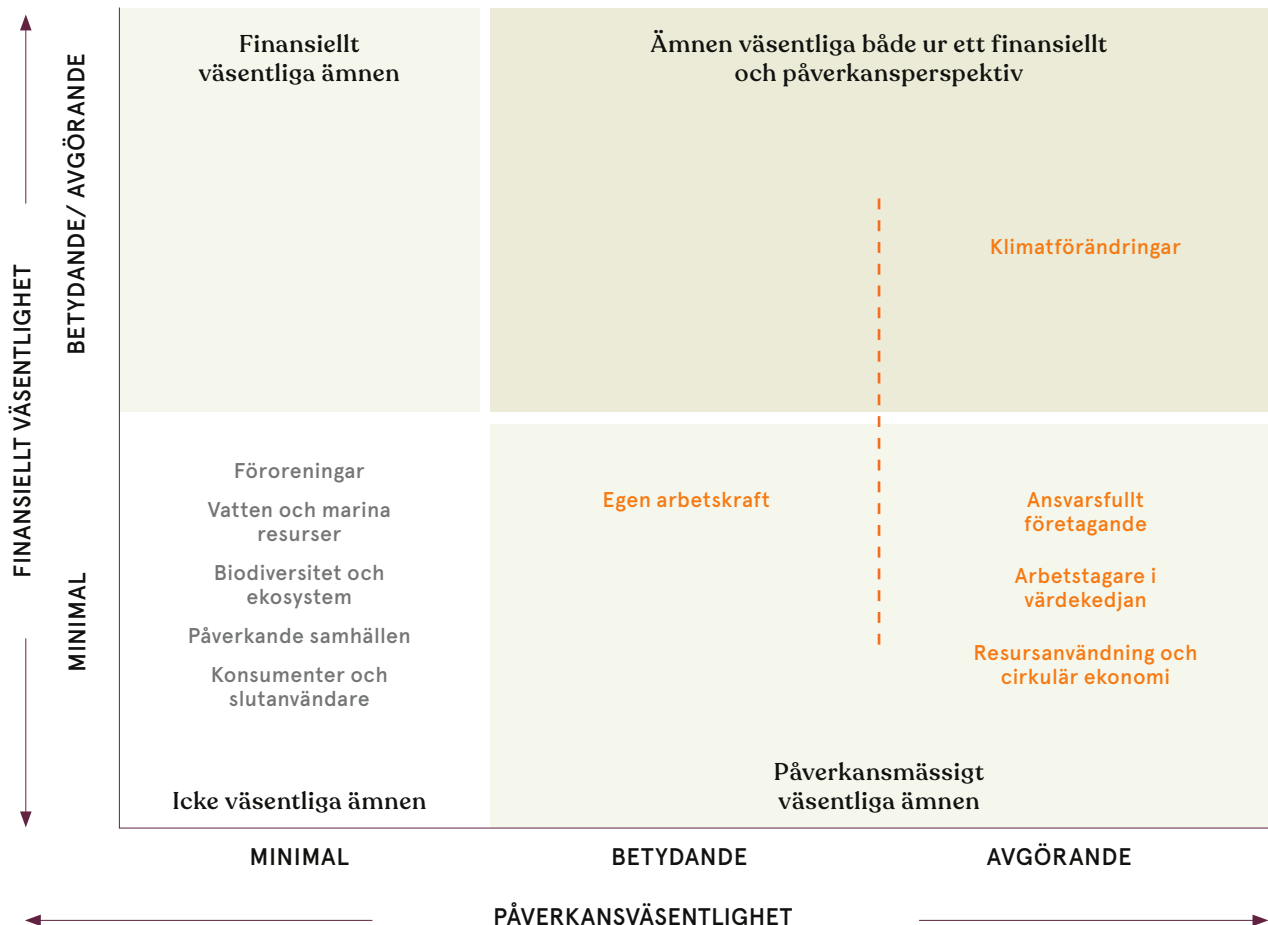 Finansiellt
väsentliga ämnen
Ämnen väsentliga både ur ett finansiellt
och påverkansperspektiv
Klimatförändringar
FINANSIELLT VÄSENTLIGHET
BETYDANDE/ AVGÖRANDE
MINIMAL
Föroreningar
Vatten och marina
resurser
Biodiversitet och
ekosystem
Påverkande samhällen
Konsumenter och
slutanvändare
Icke väsentliga ämnen
Egen arbetskraft
Ansvarsfullt
företagande
Arbetstagare i
värdekedjan
Resursanvändning och
cirkulär ekonomi
Påverkansmässigt
väsentliga ämnen
MINIMAL
BETYDANDE
AVGÖRANDE
PÅVERKANSVÄSENTLIGHET